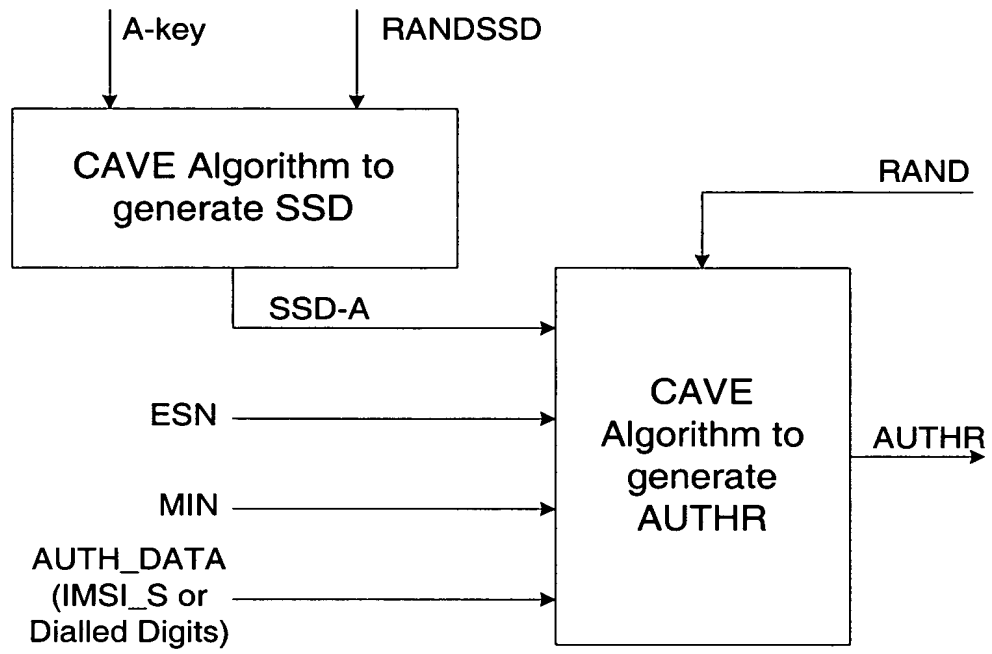 A-key
RANDSSD
CAVE Algorithm to
generate SSD
RAND
SSD-A
ESN
MIN
AUTH_DATA
(IMSI_S or
Dialled Digits)
CAVE
Algorithm to
generate
AUTHR
AUTHR